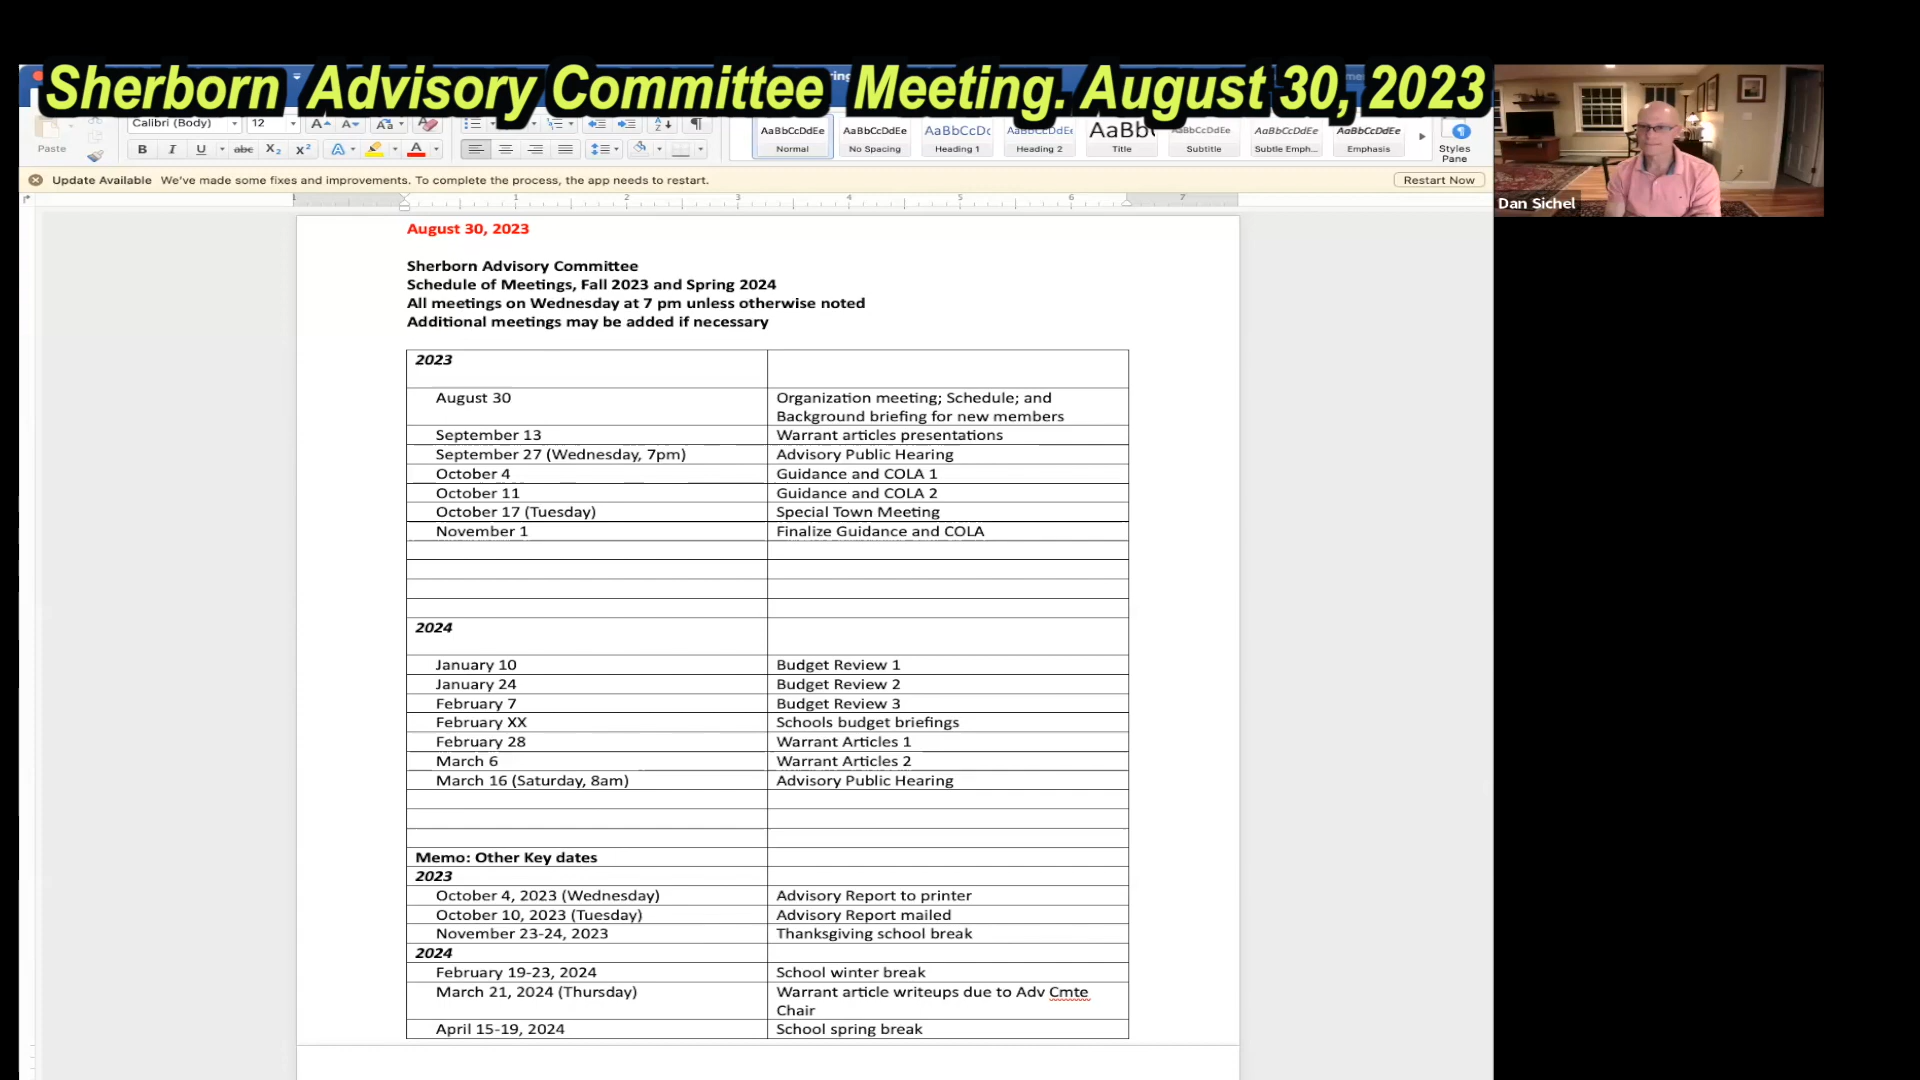 Sherborn Advisory Committee Meeting. August 30, 2023
Paste
Calibri (Body) 12
AaBbCcDdEe AaBbCcDdEe AaBbCcDc AaBbCcDdEe AaBb AaBbCcDdEe AaBbCcDdEe AaBbCcDdEe
Normal No Spacing Heading 1 Heading 2 Title Subtitle Subtle Emph... Emphasis
Styles
Pane
Update Available We've made some fixes and improvements. To complete the process, the app needs to restart. Restart Now
Dan Sichel
1 1 2 3 4 5 6 7
August 30, 2023
Sherborn Advisory Committee
Schedule of Meetings, Fall 2023 and Spring 2024
All meetings on Wednesday at 7 pm unless otherwise noted
Additional meetings may be added if necessary
2023
August 30 Organization meeting; Schedule; and
Background briefing for new members
September 13 Warrant articles presentations
September 27 (Wednesday, 7pm) Advisory Public Hearing
October 4 Guidance and COLA 1
October 11 Guidance and COLA 2
October 17 (Tuesday) Special Town Meeting
November 1 Finalize Guidance and COLA
2024
January 10 Budget Review 1
January 24 Budget Review 2
February 7 Budget Review 3
February XX Schools budget briefings
February 28 Warrant Articles 1
March 6 Warrant Articles 2
March 16 (Saturday, 8am) Advisory Public Hearing
Memo: Other Key dates
2023
October 4, 2023 (Wednesday) Advisory Report to printer
October 10, 2023 (Tuesday) Advisory Report mailed
November 23-24, 2023 Thanksgiving school break
2024
February 19-23, 2024 School winter break
March 21, 2024 (Thursday) Warrant article writeups due to Adv Cmte
Chair
April 15-19, 2024 School spring break